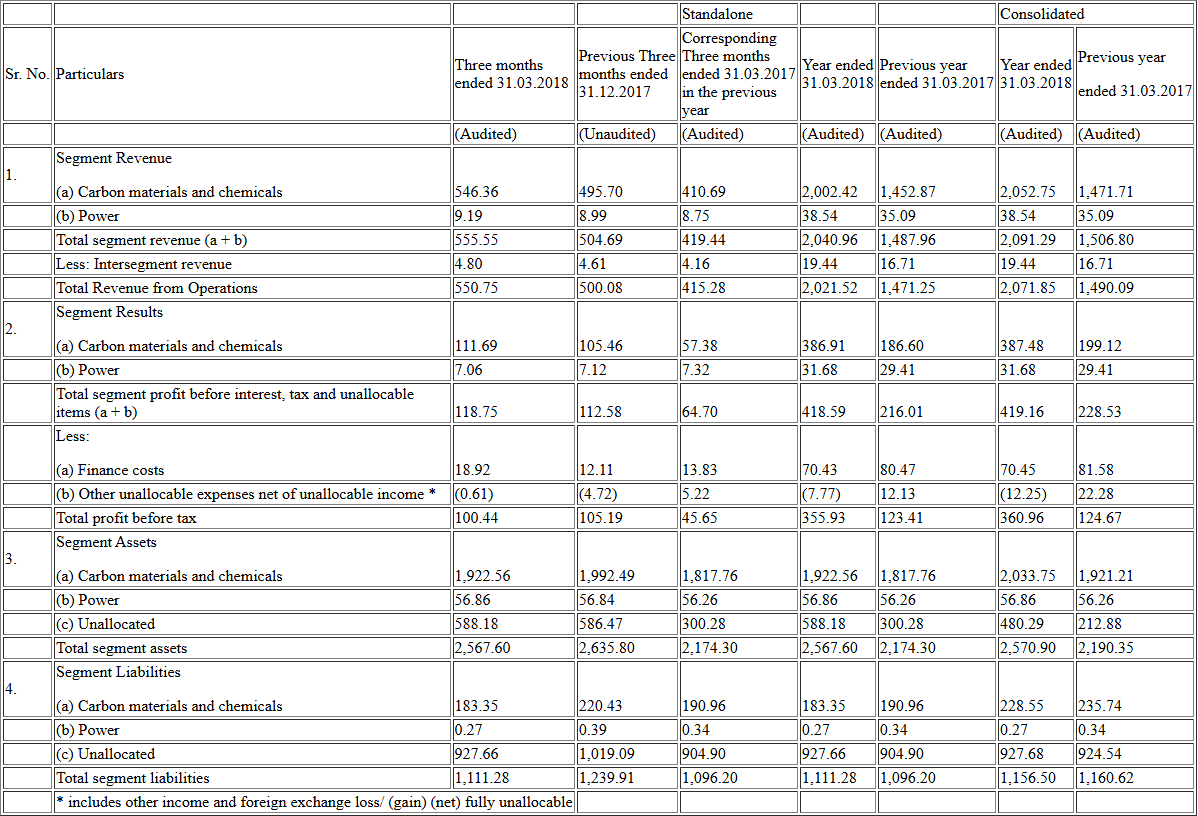 Standalone Consolidated
Sr. No. Particulars Three months ended 31.03.2018 Previous Three months ended 31.12.2017 Corresponding Three months ended 31.03.2017 in the previous year Year ended 31.03.2018 Previous year ended 31.03.2017 Year ended 31.03.2018 Previous year ended 31.03.2017
(Audited) (Unaudited) (Audited) (Audited) (Audited) (Audited) (Audited)
1. Segment Revenue
(a) Carbon materials and chemicals 546.36 495.70 410.69 2,002.42 1,452.87 2,052.75 1,471.71
(b) Power 9.19 8.99 8.75 38.54 35.09 38.54 35.09
Total segment revenue (a + b) 555.55 504.69 419.44 2,040.96 1,487.96 2,091.29 1,506.80
Less: Intersegment revenue 4.80 4.61 4.16 19.44 16.71 19.44 16.71
Total Revenue from Operations 550.75 500.08 415.28 2,021.52 1,471.25 2,071.85 1,490.09
2. Segment Results
(a) Carbon materials and chemicals 111.69 105.46 57.38 386.91 186.60 387.48 199.12
(b) Power 7.06 7.12 7.32 31.68 29.41 31.68 29.41
Total segment profit before interest, tax and unallocable
items (a + b) 118.75 112.58 64.70 418.59 216.01 419.16 228.53
Less:
(a) Finance costs 18.92 12.11 13.83 70.43 80.47 70.45 81.58
(b) Other unallocable expenses net of unallocable income * (0.61) (4.72) 5.22 (7.77) 12.13 (12.25) 22.28
Total profit before tax 100.44 105.19 45.65 355.93 123.41 360.96 124.67
3. Segment Assets
(a) Carbon materials and chemicals 1,922.56 1,992.49 1,817.76 1,922.56 1,817.76 2,033.75 1,921.21
(b) Power 56.86 56.84 56.26 56.86 56.26 56.86 56.26
(c) Unallocated 588.18 586.47 300.28 588.18 300.28 480.29 212.88
Total segment assets 2,567.60 2,635.80 2,174.30 2,567.60 2,174.30 2,570.90 2,190.35
4. Segment Liabilities
(a) Carbon materials and chemicals 183.35 220.43 190.96 183.35 190.96 228.55 235.74
(b) Power 0.27 0.39 0.34 0.27 0.34 0.27 0.34
(c) Unallocated 927.66 1,019.09 904.90 927.66 904.90 927.68 924.54
Total segment liabilities 1,111.28 1,239.91 1,096.20 1,111.28 1,096.20 1,156.50 1,160.62
* includes other income and foreign exchange loss/ (gain) (net) fully unallocable